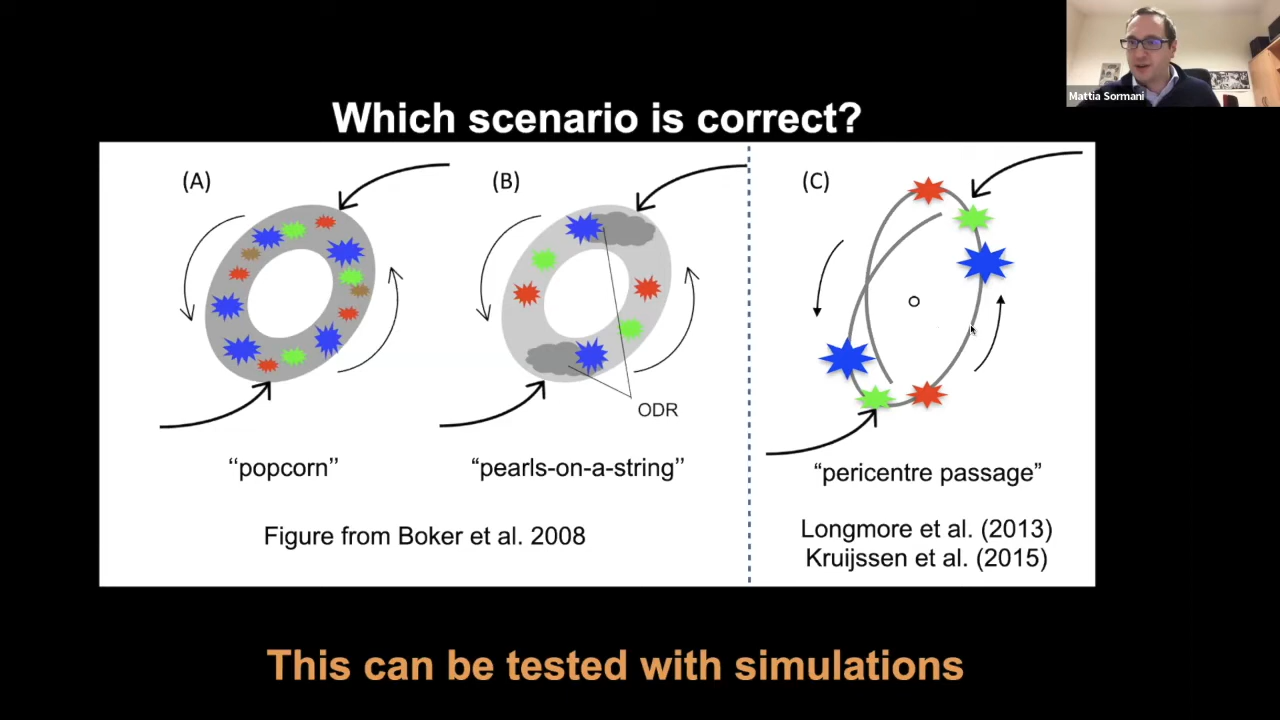 Mattia Sormani
Which scenario is correct?
(A)
(B)
(C)
ODR
‘‘popcorn’’
“pearls-on-a-string”
“pericentre passage”
Figure from Boker et al. 2008
Longmore et al. (2013)
Kruijssen et al. (2015)
This can be tested with simulations